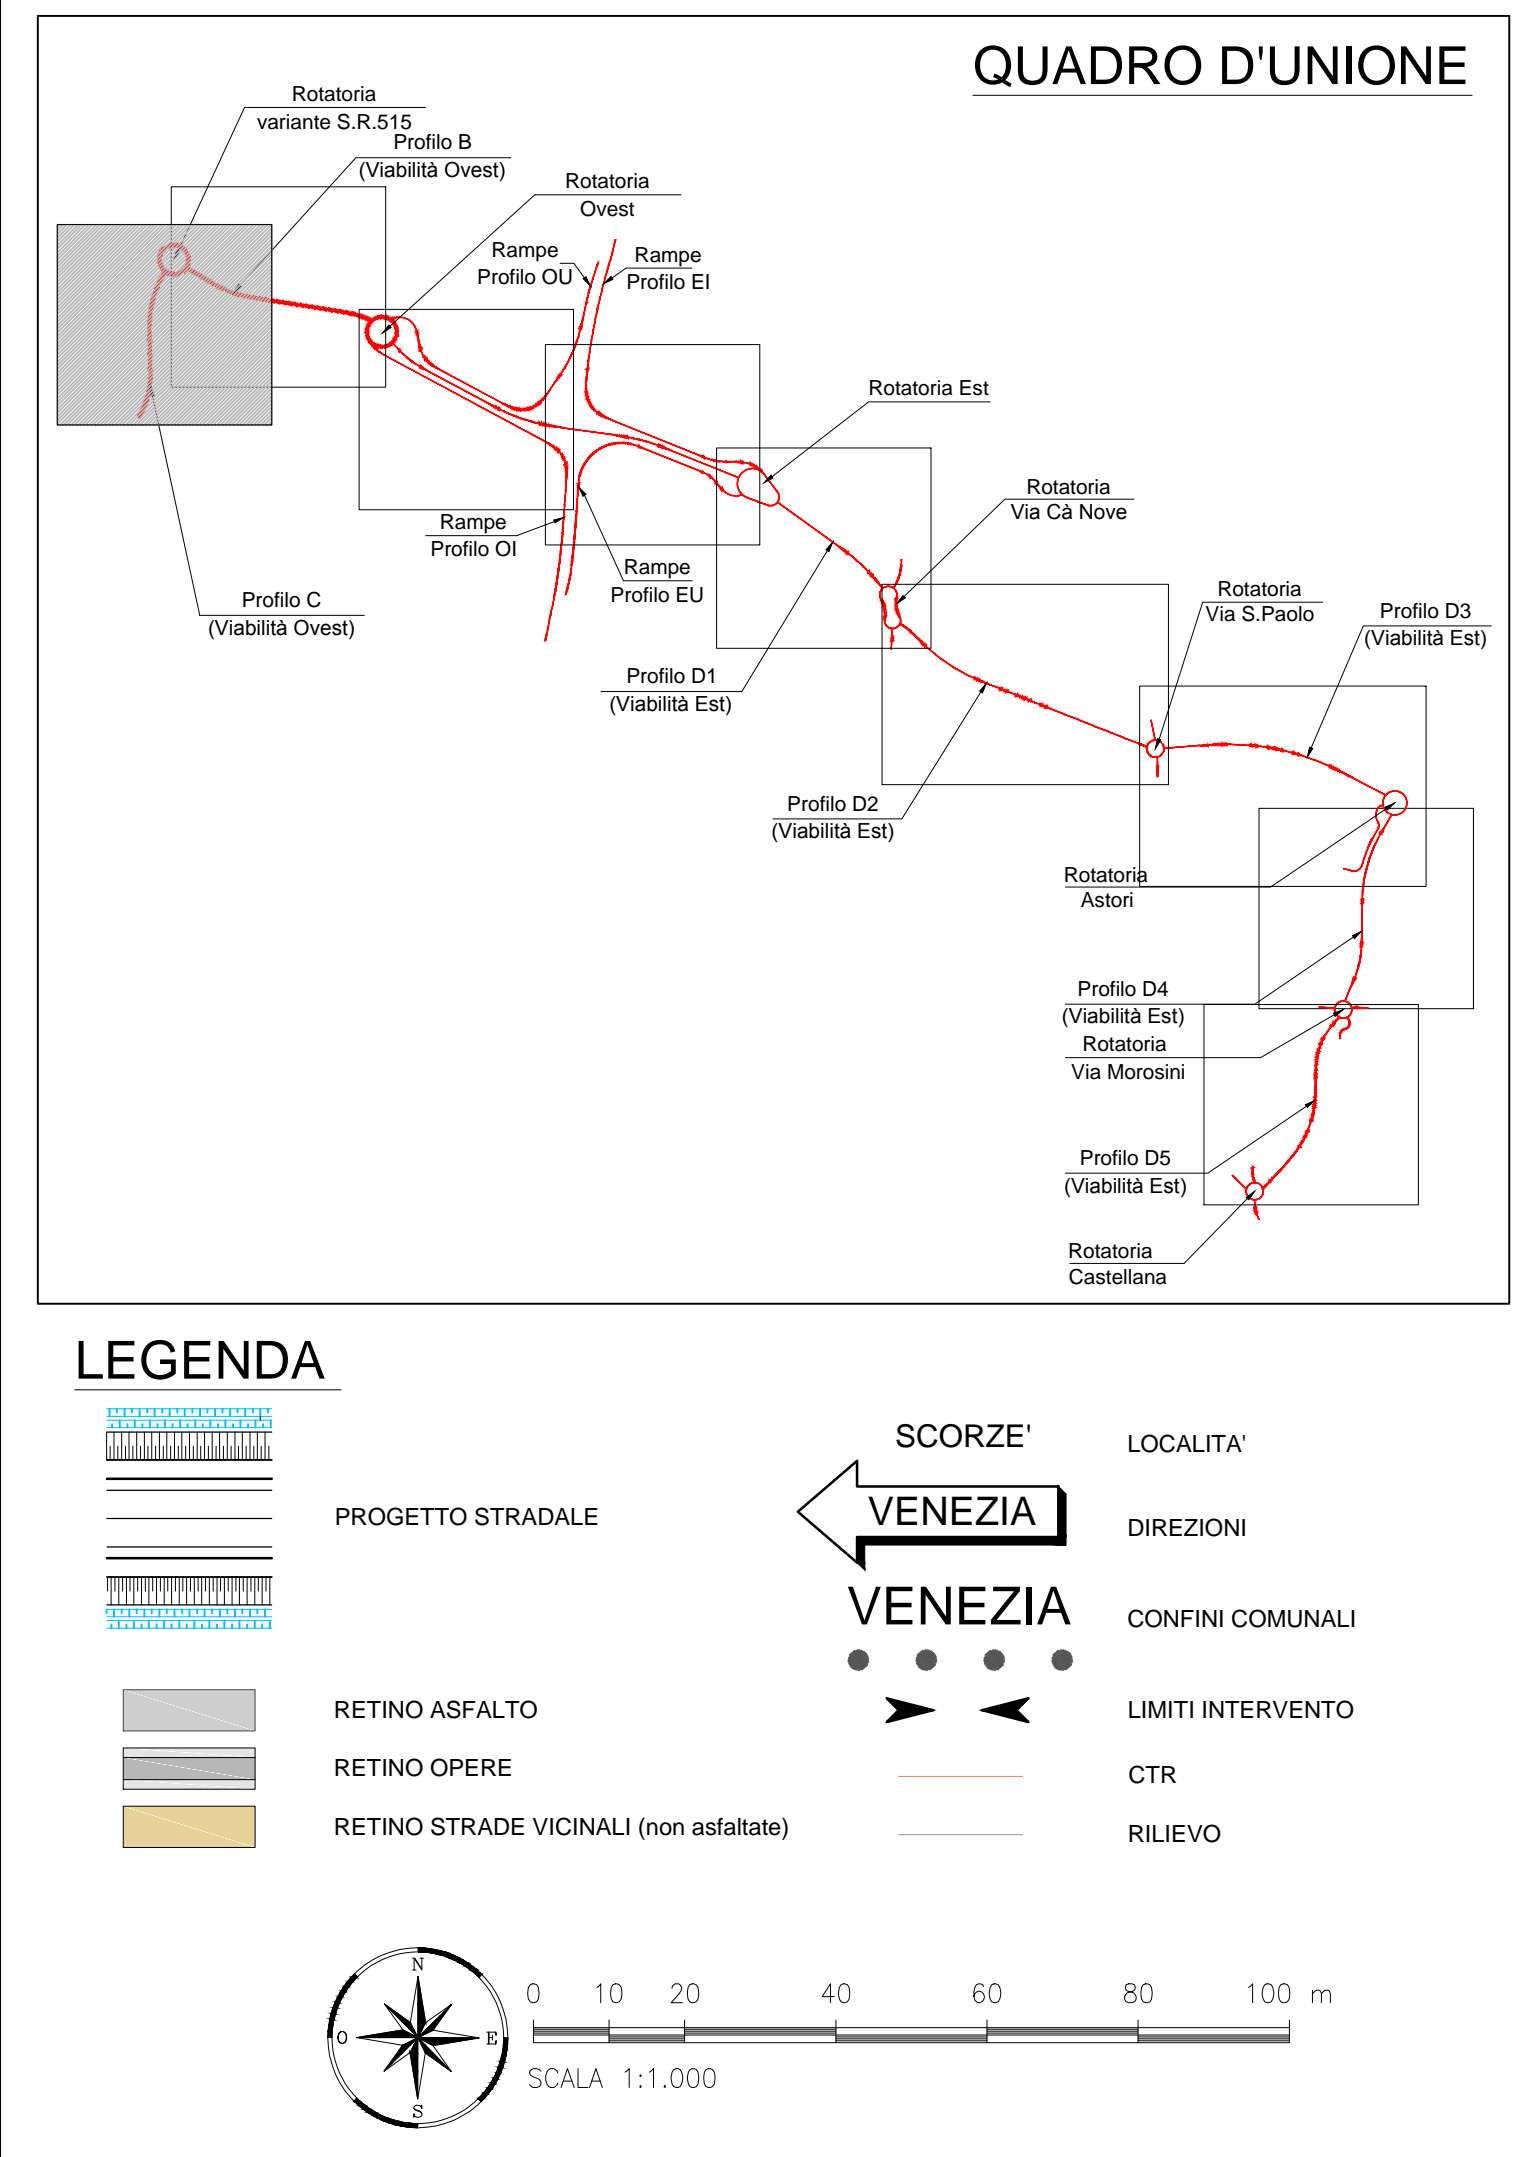 QUADRO D'UNIONE
Rotatoria
variante S.R.515
Profilo B
(Viabilità Ovest)
Rotatoria
Ovest
Rampe
Profilo OU
Rampe
Profilo EI
Rotatoria Est
Rotatoria
Via Cà Nove
Rampe
Profilo OI
Rampe
Profilo EU
Profilo C
(Viabilità Ovest)
Rotatoria
Via S.Paolo
Profilo D3
(Viabilità Est)
Profilo D1
(Viabilità Est)
Profilo D2
(Viabilità Est)
Rotatoria
Astori
Profilo D4
(Viabilità Est)
Rotatoria
Via Morosini
Profilo D5
(Viabilità Est)
Rotatoria
Castellana
LEGENDA
PROGETTO STRADALE
RETINO ASFALTO
RETINO OPERE
RETINO STRADE VICINALI (non asfaltate)
SCORZE'
LOCALITA'
VENEZIA
DIREZIONI
VENEZIA
CONFINI COMUNALI
LIMITI INTERVENTO
CTR
RILIEVO
N
O
E
S
0 10 20 40 60 80 100 m
SCALA 1:1.000